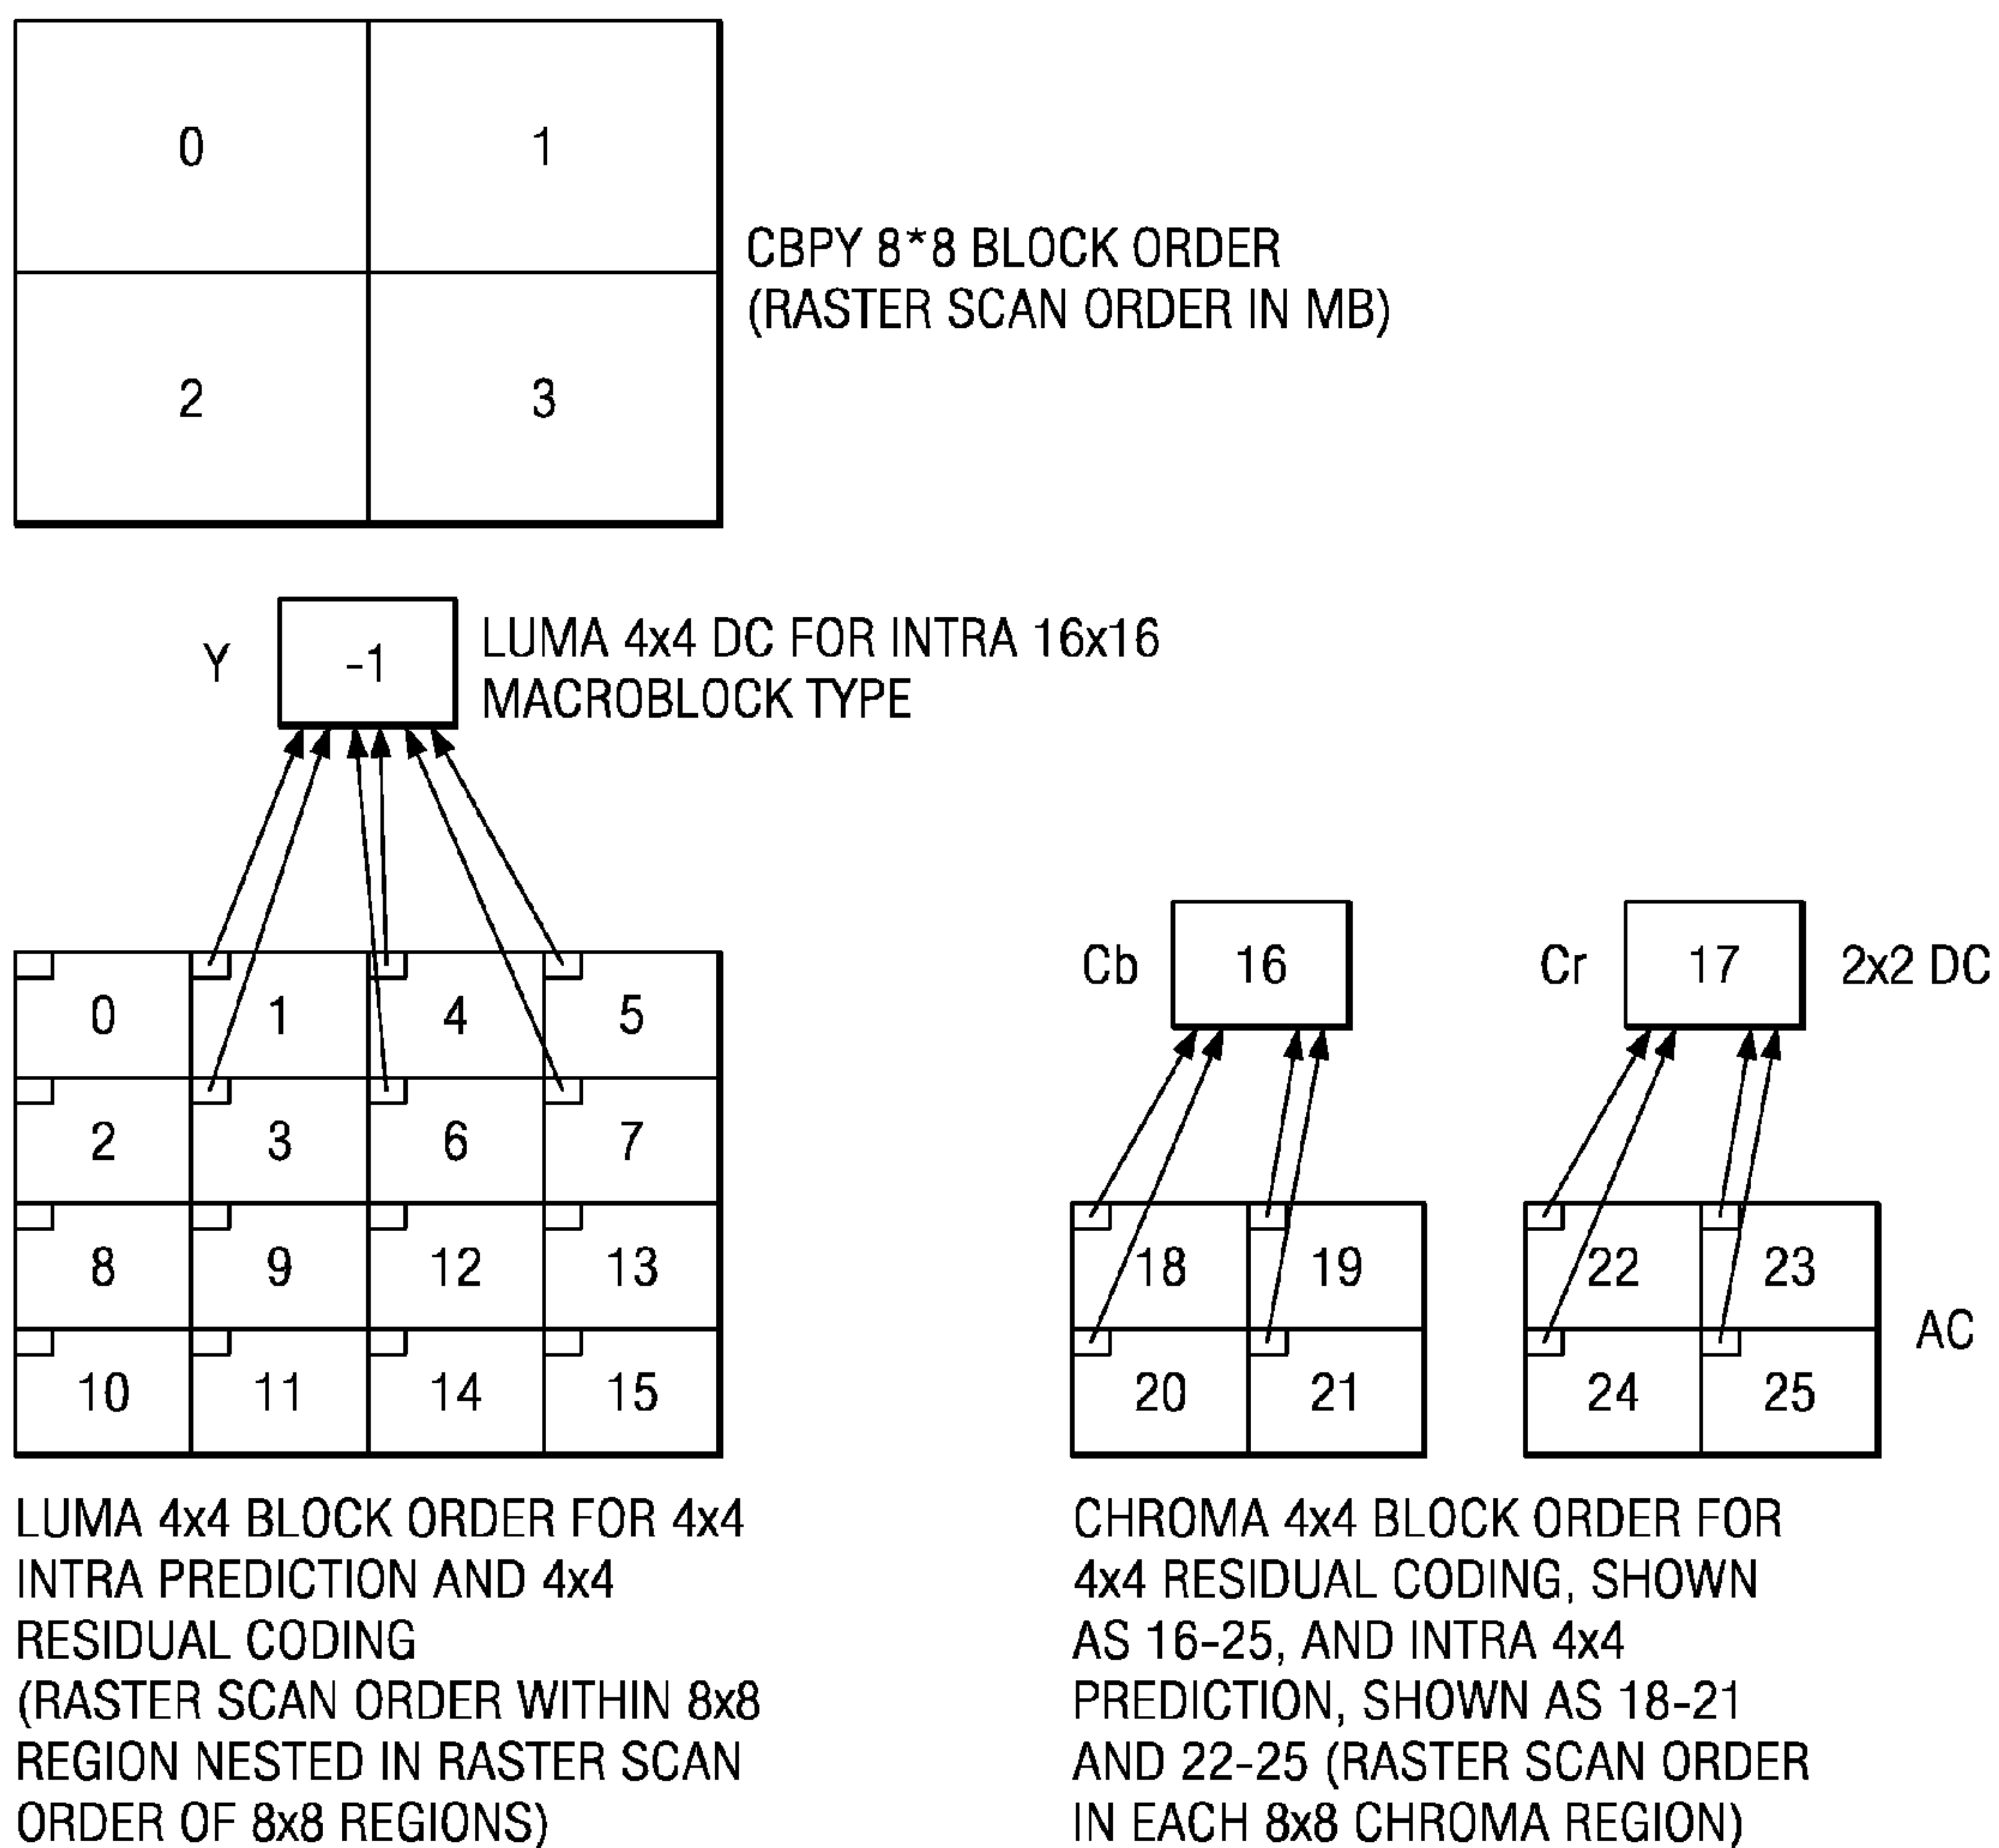 0 1
CBPY 8*8 BLOCK ORDER
(RASTER SCAN ORDER IN MB)
2 3
Y -1 LUMA 4x4 DC FOR INTRA 16x16
MACROBLOCK TYPE
0 1 4 5
2 3 6 7
8 9 12 13
10 11 14 15
LUMA 4x4 BLOCK ORDER FOR 4x4
INTRA PREDICTION AND 4x4
RESIDUAL CODING
(RASTER SCAN ORDER WITHIN 8x8
REGION NESTED IN RASTER SCAN
ORDER OF 8x8 REGIONS)
Cb 16 Cr 17 2x2 DC
18 19 22 23
AC
20 21 24 25
CHROMA 4x4 BLOCK ORDER FOR
4x4 RESIDUAL CODING, SHOWN
AS 16-25, AND INTRA 4x4
PREDICTION, SHOWN AS 18-21
AND 22-25 (RASTER SCAN ORDER
IN EACH 8x8 CHROMA REGION)